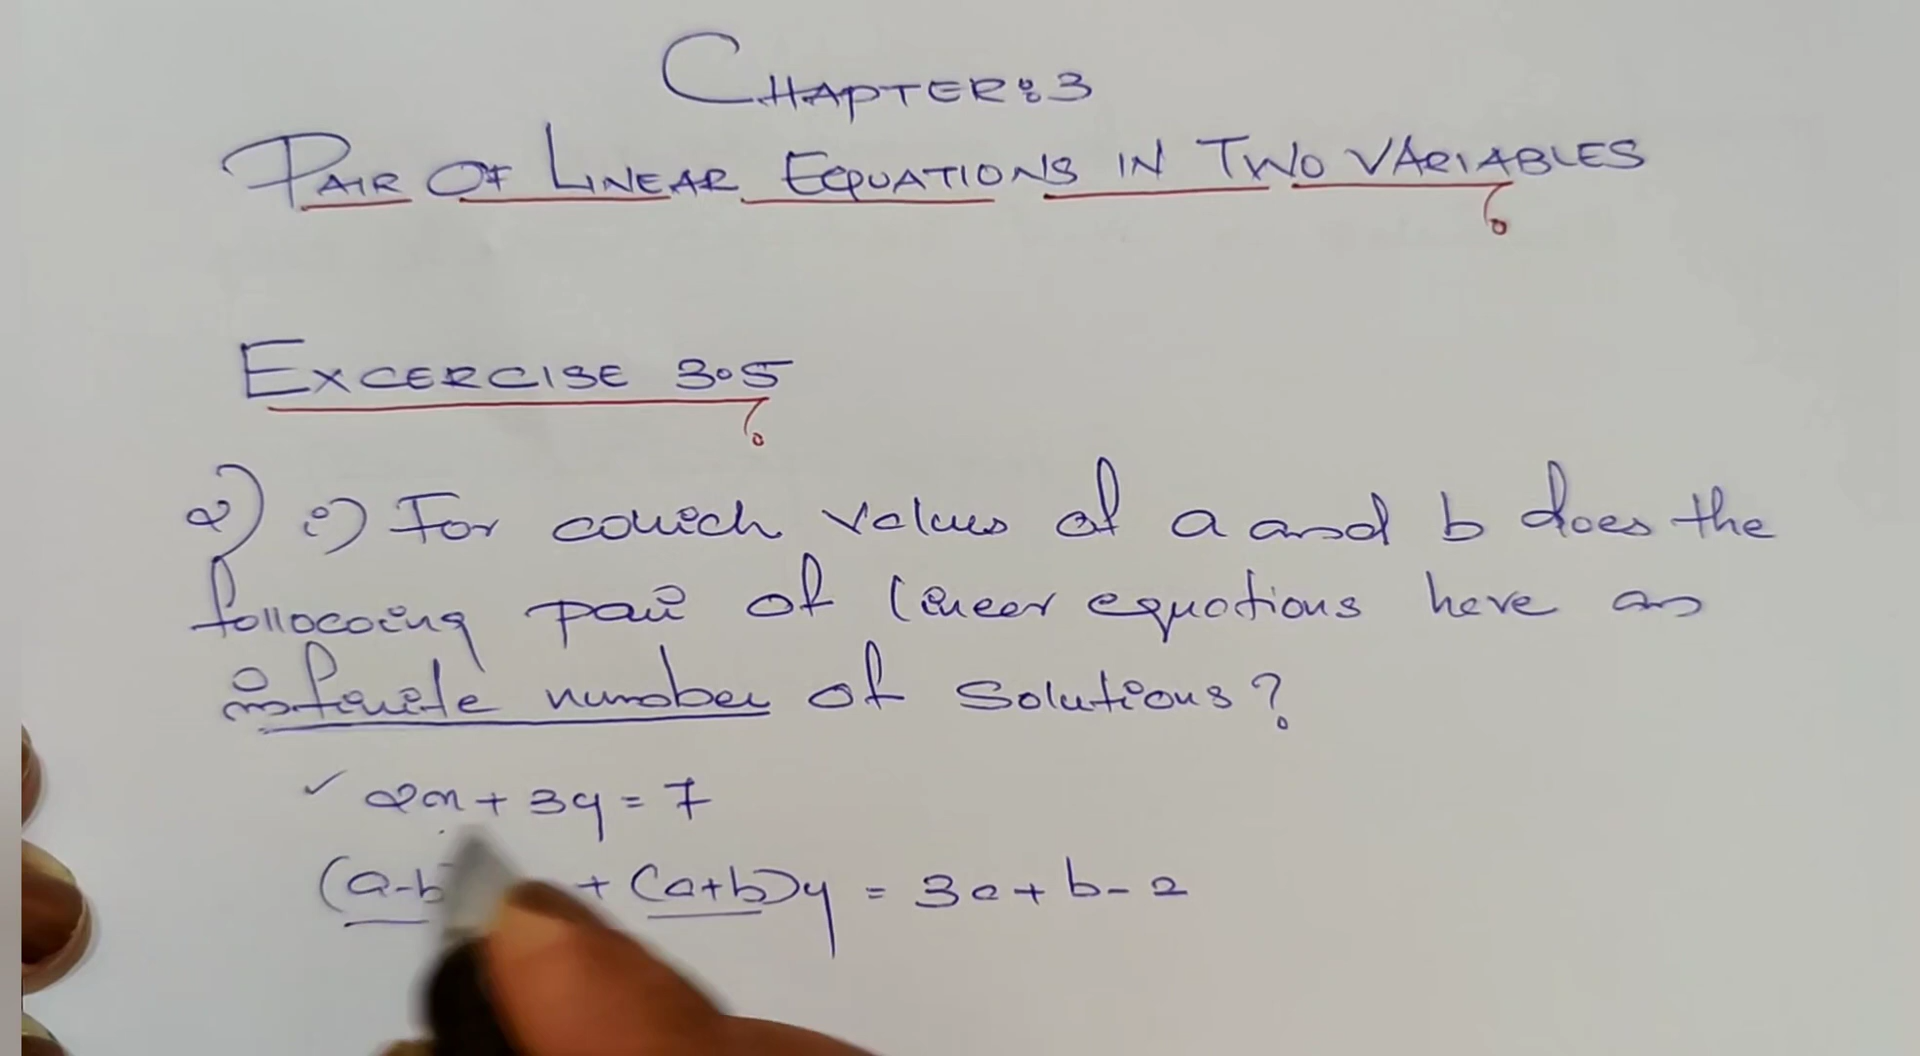 CHAPTER:3
PAIR OF LINEAR EQUATIONS IN TWO VARIABLES
EXCERCISE 3.5
2) i) For which values of a and b does the
following pair of linear equations have an
infinite number of solutions?
2x + 3y = 7
(a-b) + (a+b)y = 3a + b - 2